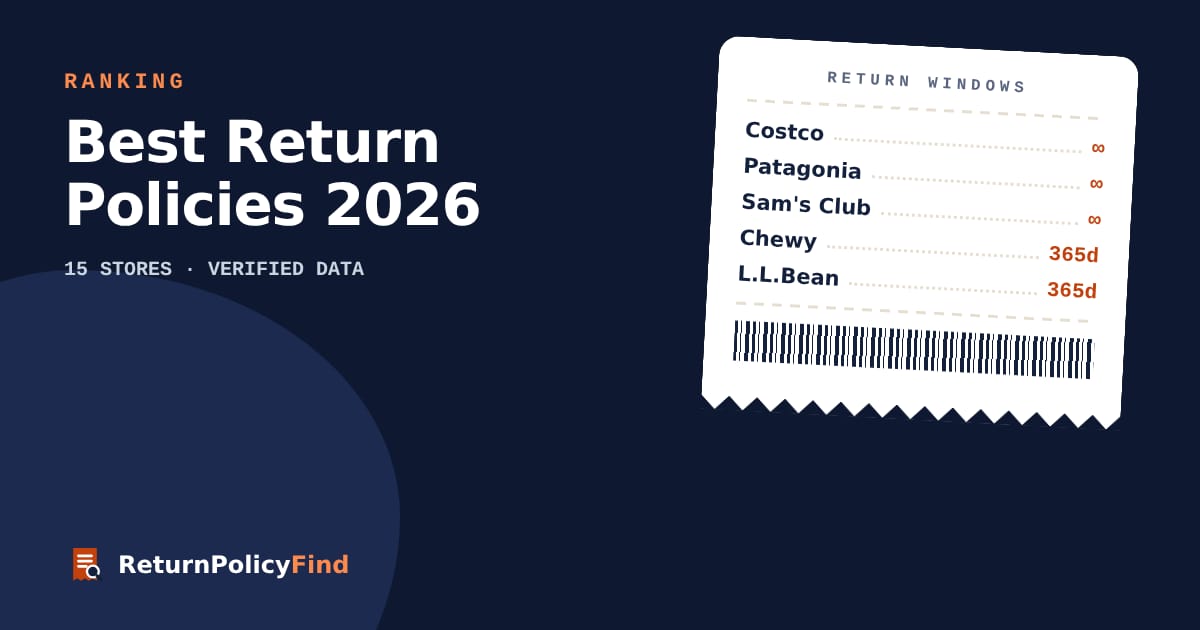 RANKING
Best Return
Policies 2026
15 STORES · VERIFIED DATA
RETURN WINDOWS
Costco ∞
Patagonia ∞
Sam's Club ∞
Chewy 365d
L.L.Bean 365d
ReturnPolicyFind